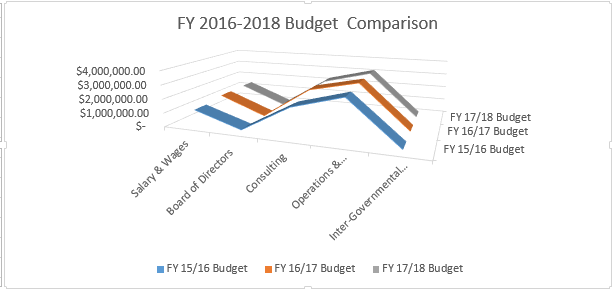 FY 2016-2018 Budget Comparison
$4,000,000.00
$3,000,000.00
$2,000,000.00
$1,000,000.00
$-
Salary & Wages
Board of Directors
Consulting
Operations &...
Inter-Governmental...
FY 17/18 Budget
FY 16/17 Budget
FY 15/16 Budget
FY 15/16 Budget FY 16/17 Budget FY 17/18 Budget